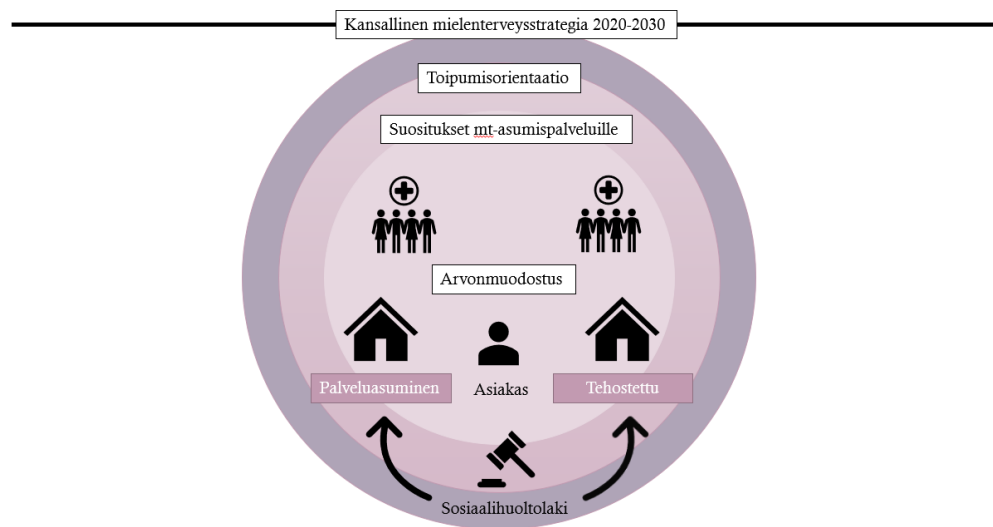 Kansallinen mielenterveysstrategia 2020-2030
Toipumisorientaatio
Suositukset mt-asumispalveluille
Arvonmuodostus
Palveluasuminen
Asiakas
Tehostettu
Sosiaalihuoltolaki